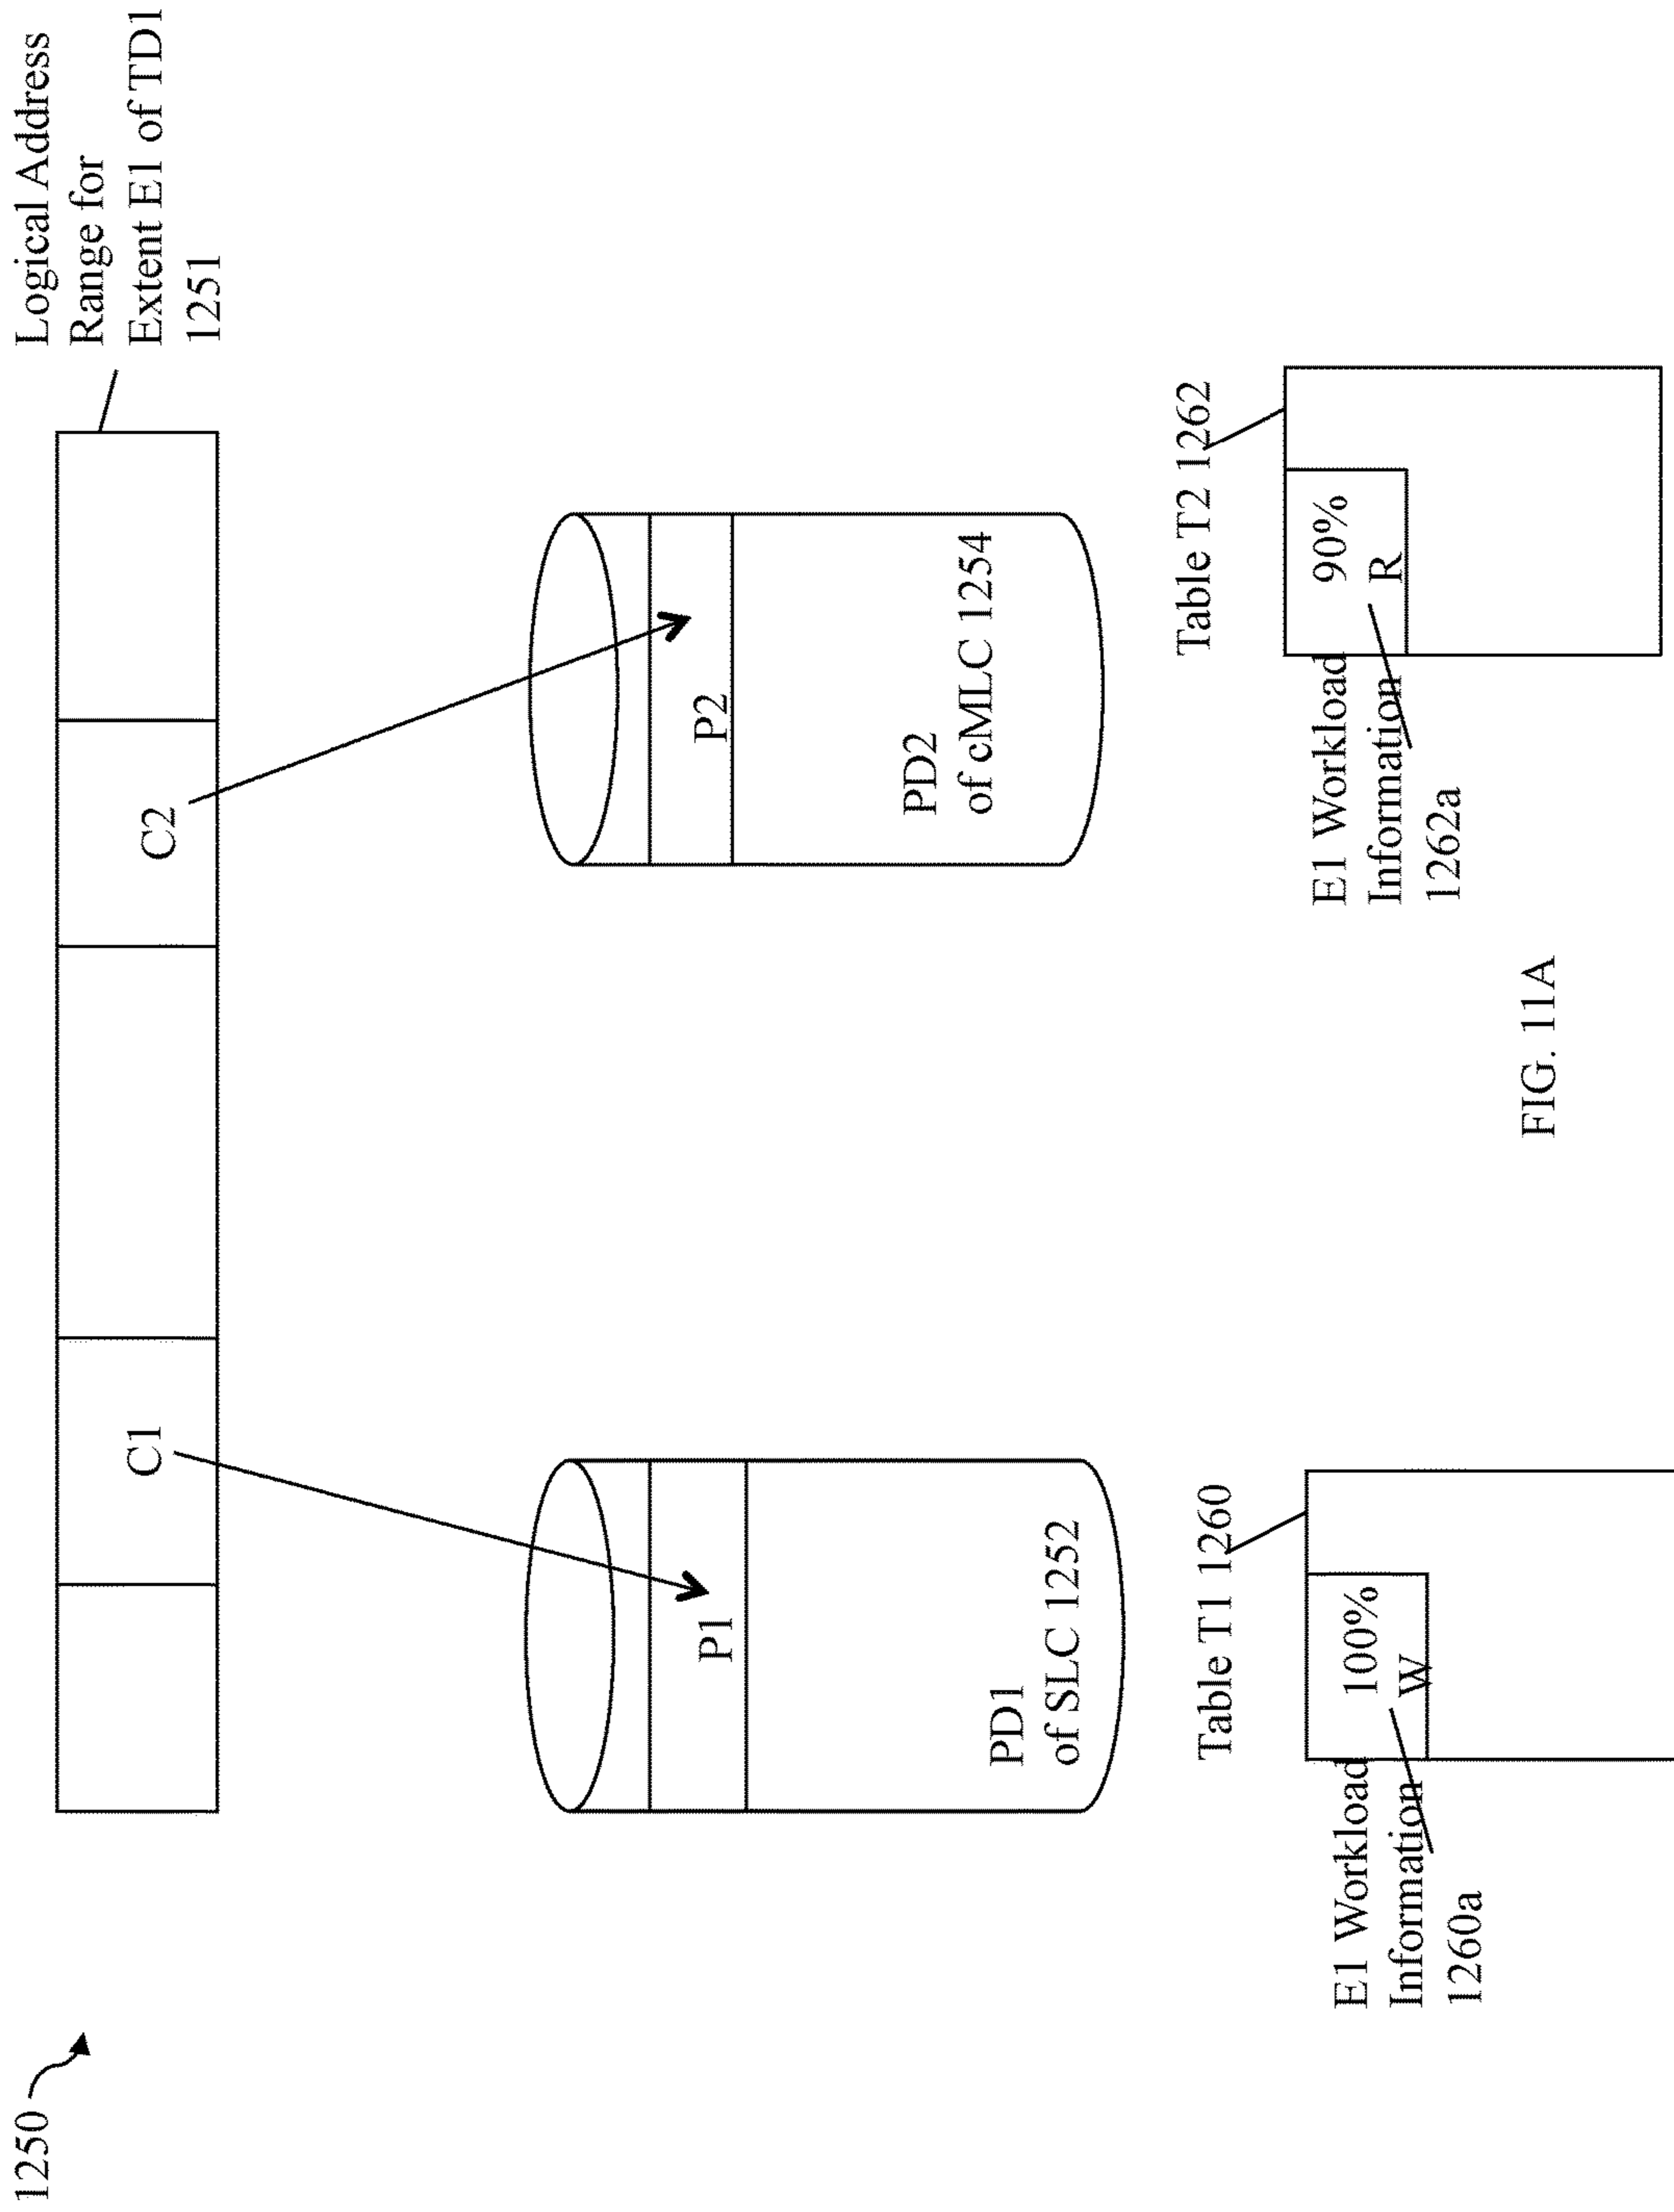 1250
Logical Address
Range for
Extent E1 of TD1
1251
C1
C2
P1
PD1
of SLC 1252
P2
PD2
of cMLC 1254
Table T1 1260
100%
W
E1 Workload
Information
1260a
Table T2 1262
90%
R
E1 Workload
Information
1262a
FIG. 11A